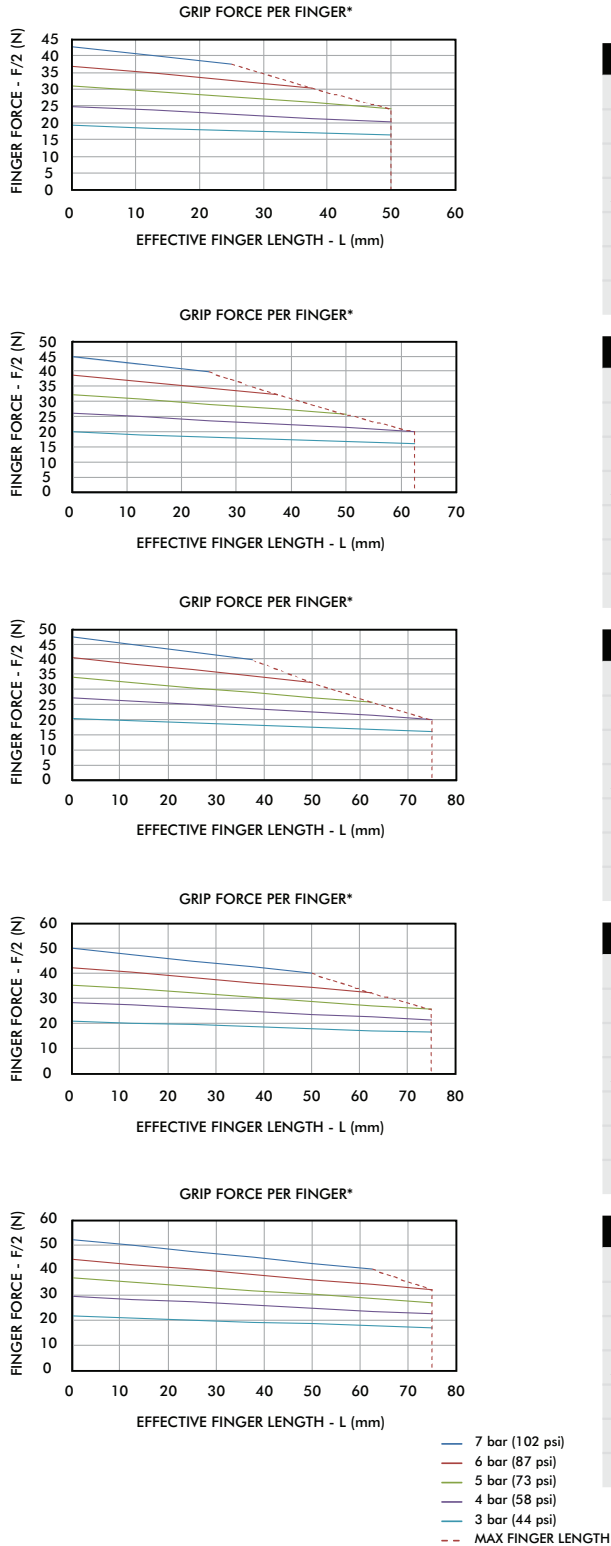 GRIP FORCE PER FINGER*
FINGER FORCE - F/2 (N)
45
40
35
30
25
20
15
10
5
0
0 10 20 30 40 50 60
EFFECTIVE FINGER LENGTH - L (mm)
GRIP FORCE PER FINGER*
FINGER FORCE - F/2 (N)
50
45
40
35
30
25
20
15
10
5
0
0 10 20 30 40 50 60 70
EFFECTIVE FINGER LENGTH - L (mm)
GRIP FORCE PER FINGER*
FINGER FORCE - F/2 (N)
50
45
40
35
30
25
20
15
10
5
0
0 10 20 30 40 50 60 70 80
EFFECTIVE FINGER LENGTH - L (mm)
GRIP FORCE PER FINGER*
FINGER FORCE - F/2 (N)
60
50
40
30
20
10
0
0 10 20 30 40 50 60 70 80
EFFECTIVE FINGER LENGTH - L (mm)
GRIP FORCE PER FINGER*
FINGER FORCE - F/2 (N)
60
50
40
30
20
10
0
0 10 20 30 40 50 60 70 80
EFFECTIVE FINGER LENGTH - L (mm)
7 bar (102 psi)
6 bar (87 psi)
5 bar (73 psi)
4 bar (58 psi)
3 bar (44 psi)
MAX FINGER LENGTH